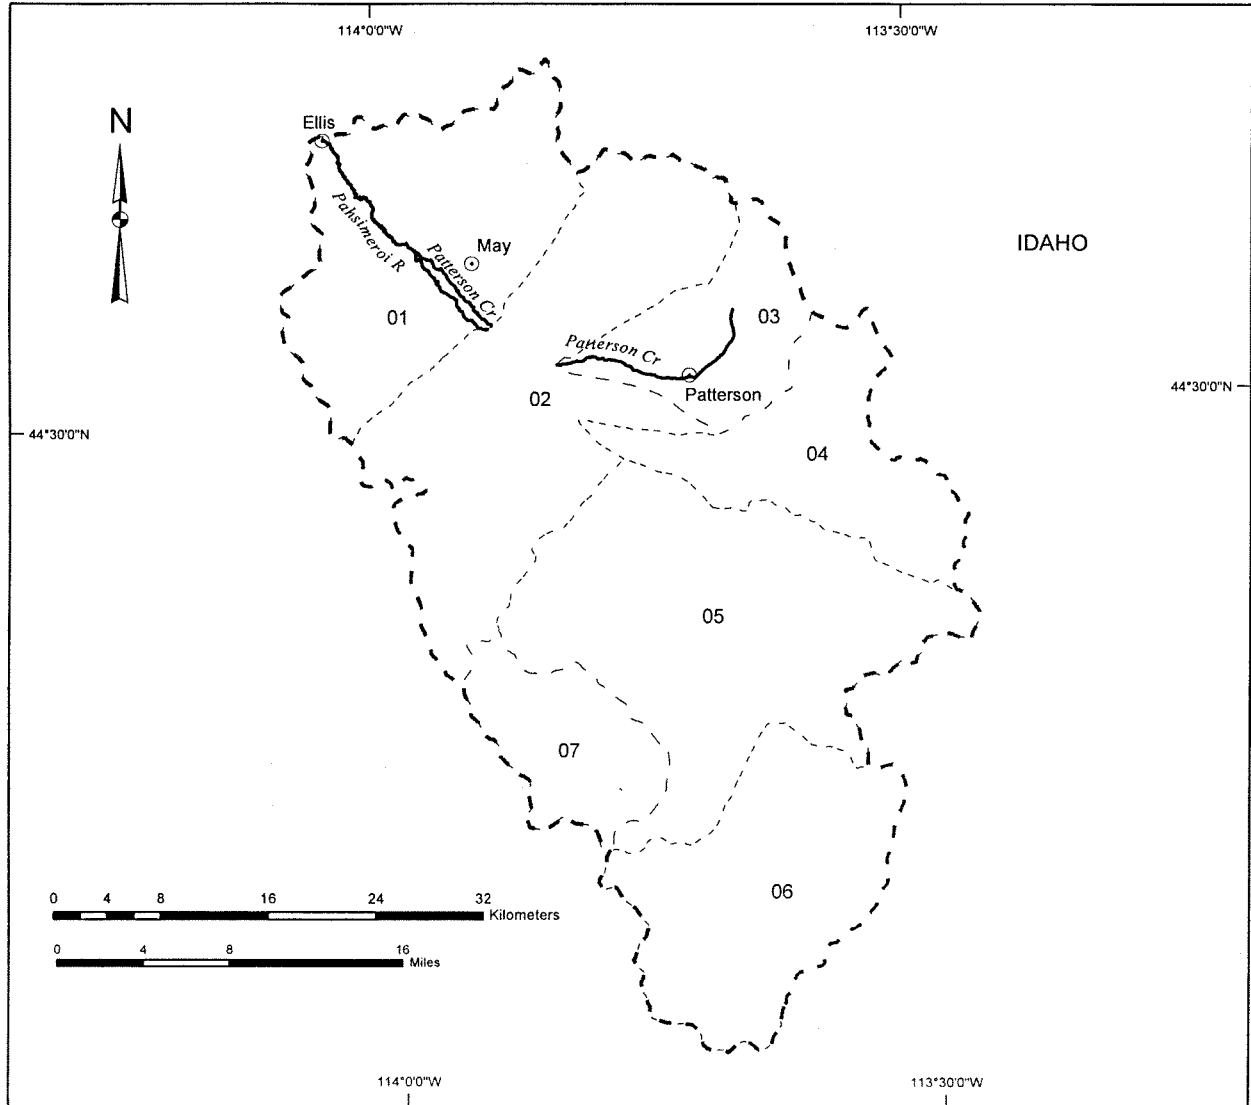 114°0'0"W
113°30'0"W
N
Ellis
IDAHO
May
Pahsimeroi R
Patterson Cr
01
03
Patterson Cr
Patterson
44°30'0"N
02
44°30'0"N
04
05
07
06
0 4 8 16 24 32
Kilometers
0 4 8 16
Miles
114°0'0"W
113°30'0"W